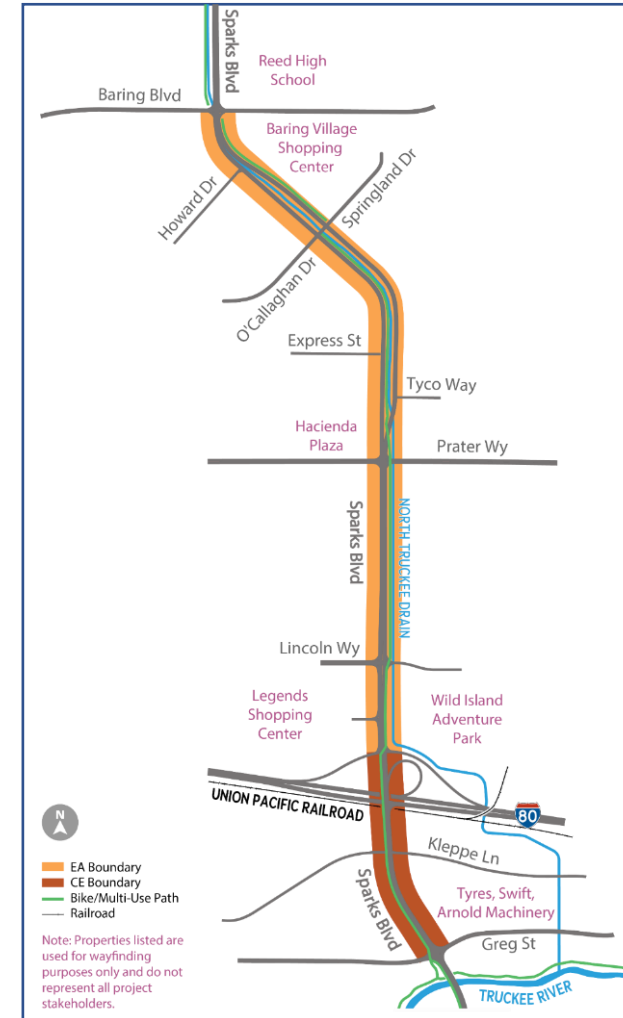 Sparks Blvd
Reed High
School
Baring Blvd
Baring Village
Shopping
Center
Howard Dr
Springland Dr
O'Callaghan Dr
Express St
Tyco Way
Hacienda
Plaza
Prater Wy
Sparks Blvd
NORTH TRUCKEE DRAIN
Lincoln Wy
Legends
Shopping
Center
Wild Island
Adventure
Park
UNION PACIFIC RAILROAD
80
N
Kleppe Ln
EA Boundary
CE Boundary
Bike/Multi-Use Path
Railroad
Sparks Blvd
Tyres, Swift,
Arnold Machinery
Greg St
Note: Properties listed are
used for wayfinding
purposes only and do not
represent all project
stakeholders.
TRUCKEE RIVER